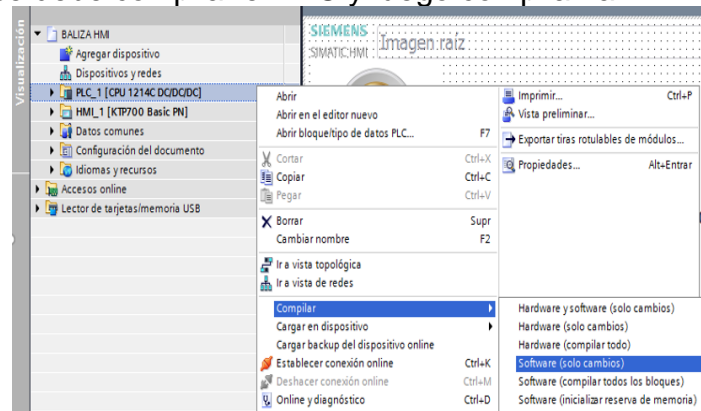 Visualización
BALIZA HMI
Agregar dispositivo
Dispositivos y redes
PLC_1 [CPU 1214C DC/DC/DC]
HMI_1 [KTP700 Basic PN]
Datos comunes
Configuración del documento
Idiomas y recursos
Accesos online
Lector de tarjetas/memoria USB
SIEMENS
SIMATIC HMI
Imagen raíz
Abrir
Abrir en el editor nuevo
Abrir bloque/tipo de datos PLC... F7
Cortar Ctrl+X
Copiar Ctrl+C
Pegar Ctrl+V
Borrar Supr
Cambiar nombre F2
Ir a vista topológica
Ir a vista de redes
Compilar
Cargar en dispositivo
Cargar backup del dispositivo online
Establecer conexión online Ctrl+K
Deshacer conexión online Ctrl+M
Online y diagnóstico Ctrl+D
Imprimir... Ctrl+P
Vista preliminar...
Exportar tiras rotulables de módulos...
Propiedades... Alt+Entrar
Hardware y software (solo cambios)
Hardware (solo cambios)
Hardware (compilar todo)
Software (solo cambios)
Software (compilar todos los bloques)
Software (inicializar reserva de memoria)